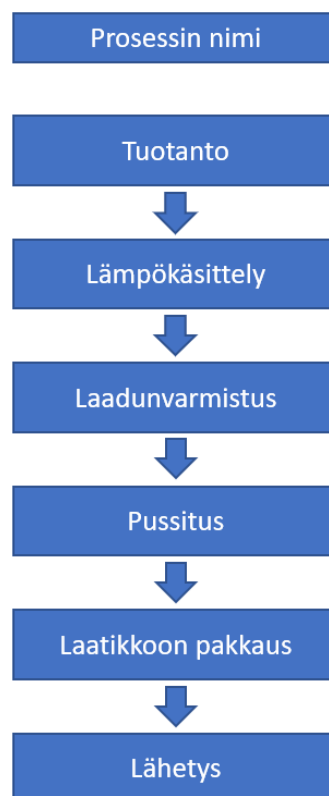 Prosessin nimi
Tuotanto
Lämpökäsittely
Laadunvarmistus
Pussitus
Laatikkoon pakkaus
Lähetys